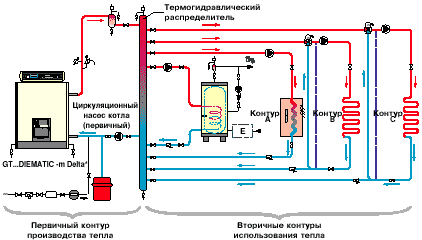 Термогидравлический
распределитель
Циркуляционный
насос котла
(первичный)
GT...DIEMATIC -m Delta*
E
Контур
A
Контур
B
Контур
C
Первичный контур
производства тепла
Вторичные контуры
использования тепла